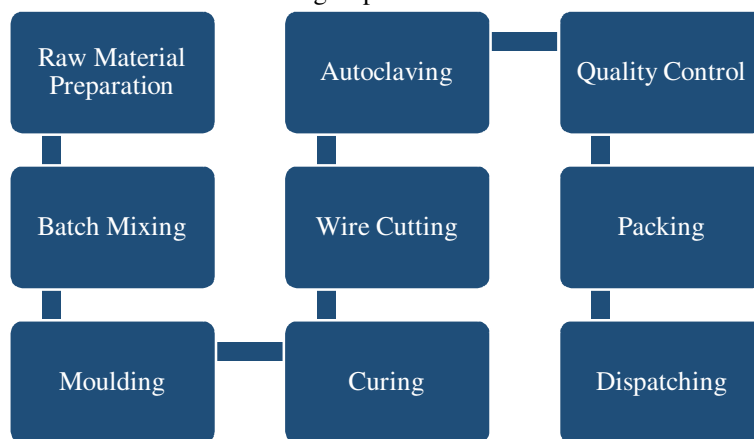 Raw Material
Preparation
Batch Mixing
Moulding
Curing
Wire Cutting
Autoclaving
Quality Control
Packing
Dispatching